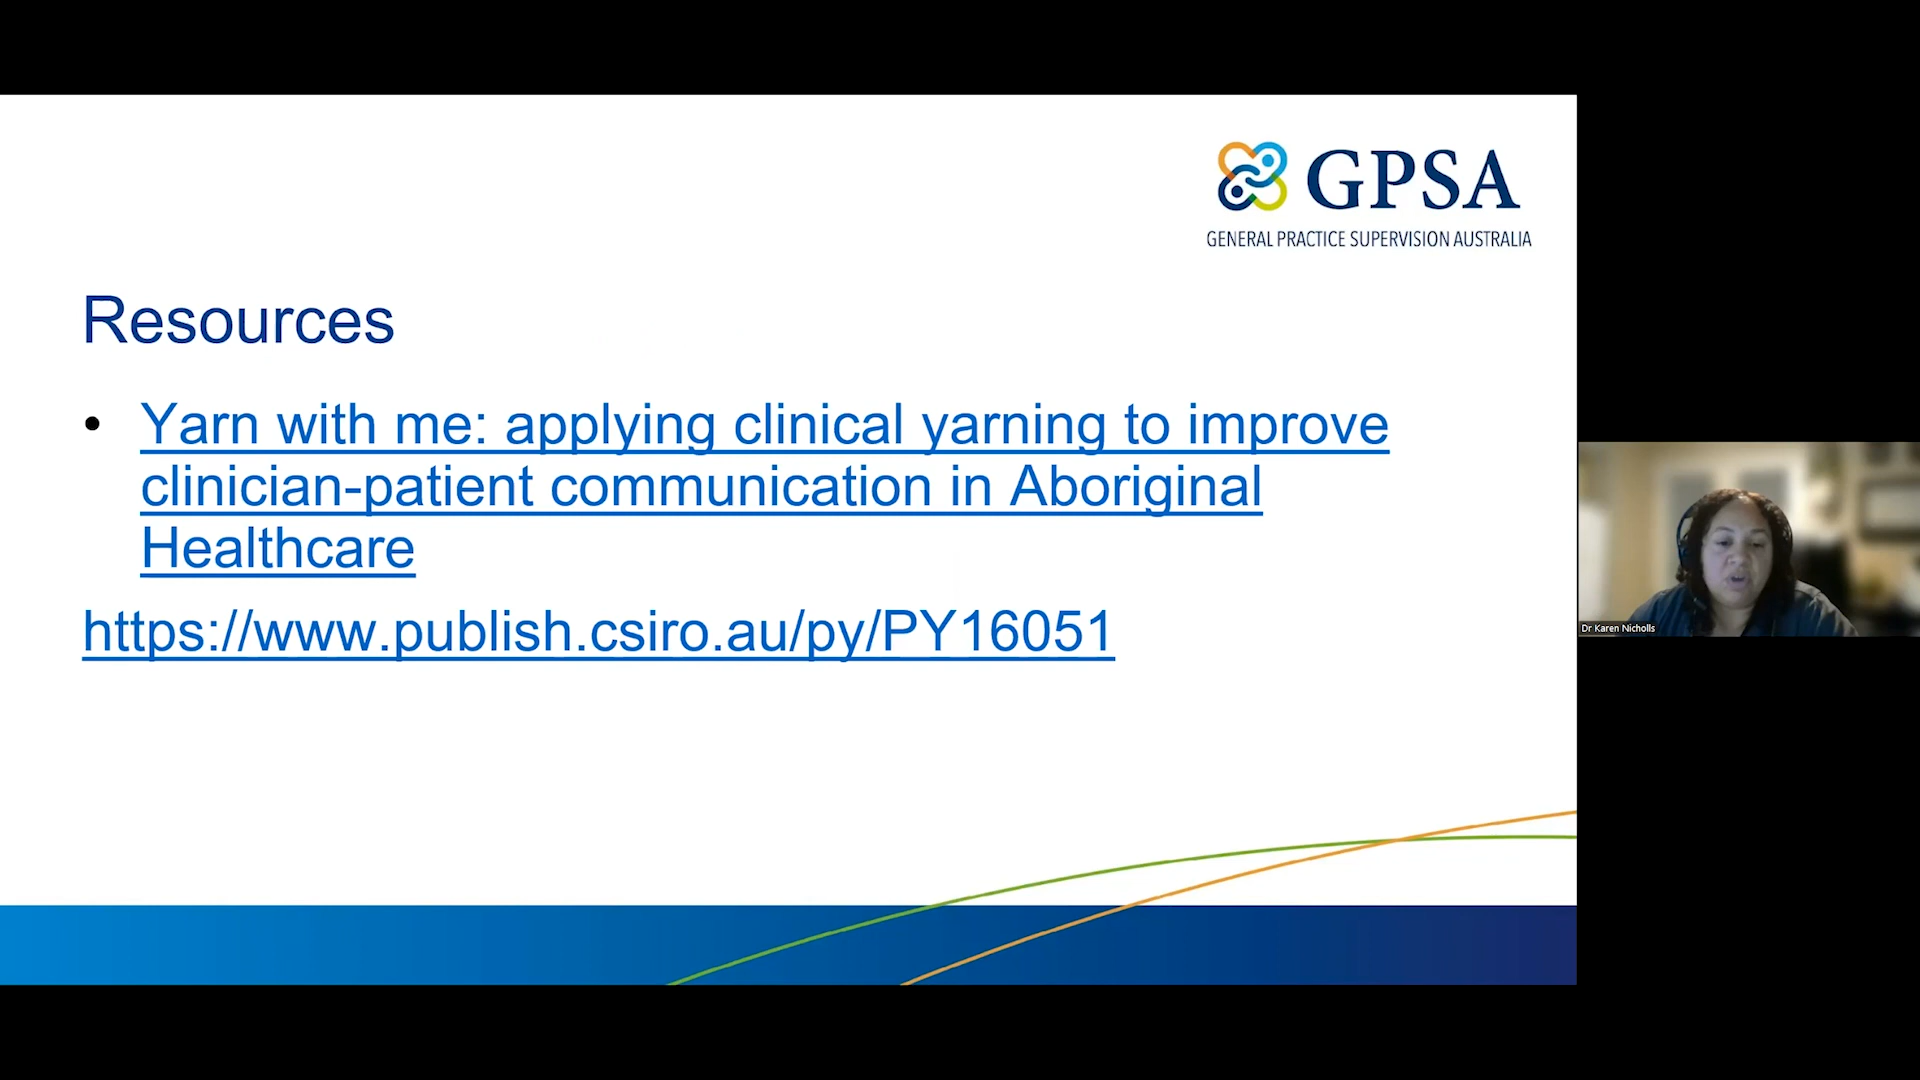 GPSA
GENERAL PRACTICE SUPERVISION AUSTRALIA
Resources
• Yarn with me: applying clinical yarning to improve
clinician-patient communication in Aboriginal
Healthcare
https://www.publish.csiro.au/py/PY16051
Dr Karen Nicholls